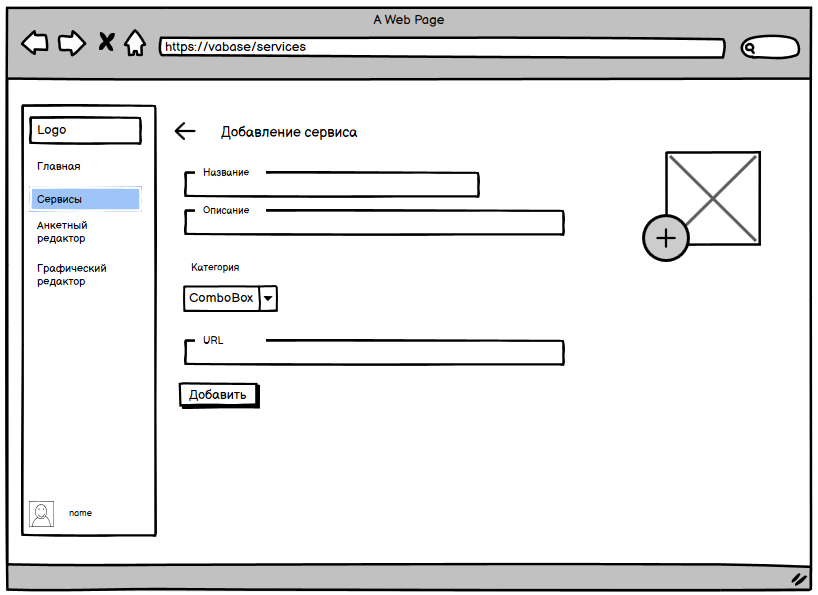 A Web Page
https://vabase/services
Logo
Главная
Сервисы
Анкетный
редактор
Графический
редактор
name
Добавление сервиса
Название
Описание
Категория
ComboBox
URL
Добавить